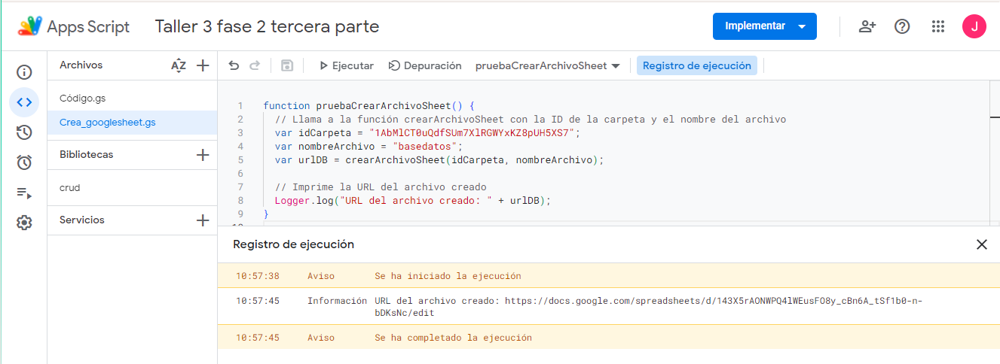 Apps Script
Taller 3 fase 2 tercera parte
Implementar
J
Archivos
AZ
Ejecutar
Depuración
pruebaCrearArchivoSheet
Registro de ejecución
Código.gs
Crea_googlesheet.gs
Bibliotecas
crud
Servicios
1 function pruebaCrearArchivoSheet() {
2 // Llama a la función crearArchivoSheet con la ID de la carpeta y el nombre del archivo
3 var idCarpeta = "1AbMlCT0uQdfSUm7XlRGWYxKZ8pUH5XS7";
4 var nombreArchivo = "basedatos";
5 var urlDB = crearArchivoSheet(idCarpeta, nombreArchivo);
6
7 // Imprime la URL del archivo creado
8 Logger.log("URL del archivo creado: " + urlDB);
9 }
10
Registro de ejecución
10:57:38 Aviso Se ha iniciado la ejecución
10:57:45 Información URL del archivo creado: https://docs.google.com/spreadsheets/d/143X5rAONWPQ4lWEusFO8y_cBn6A_tSf1b0-n-
bDKsNc/edit
10:57:45 Aviso Se ha completado la ejecución